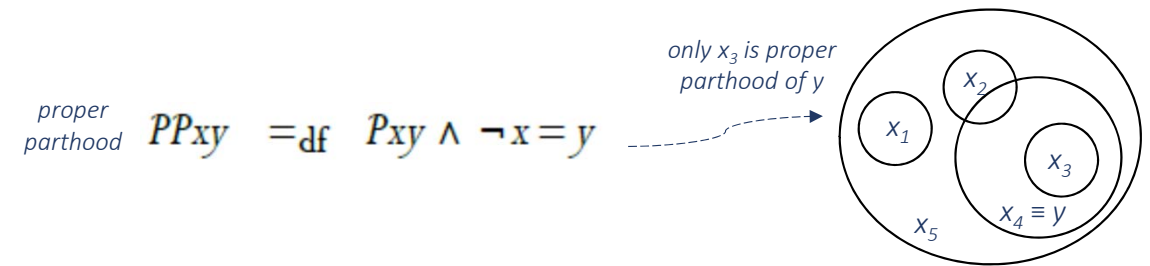 proper
parthood
PPxy =df Pxy ∧ ¬ x = y
only x₃ is proper
parthood of y
x₂
x₁
x₃
x₄ ≡ y
x₅